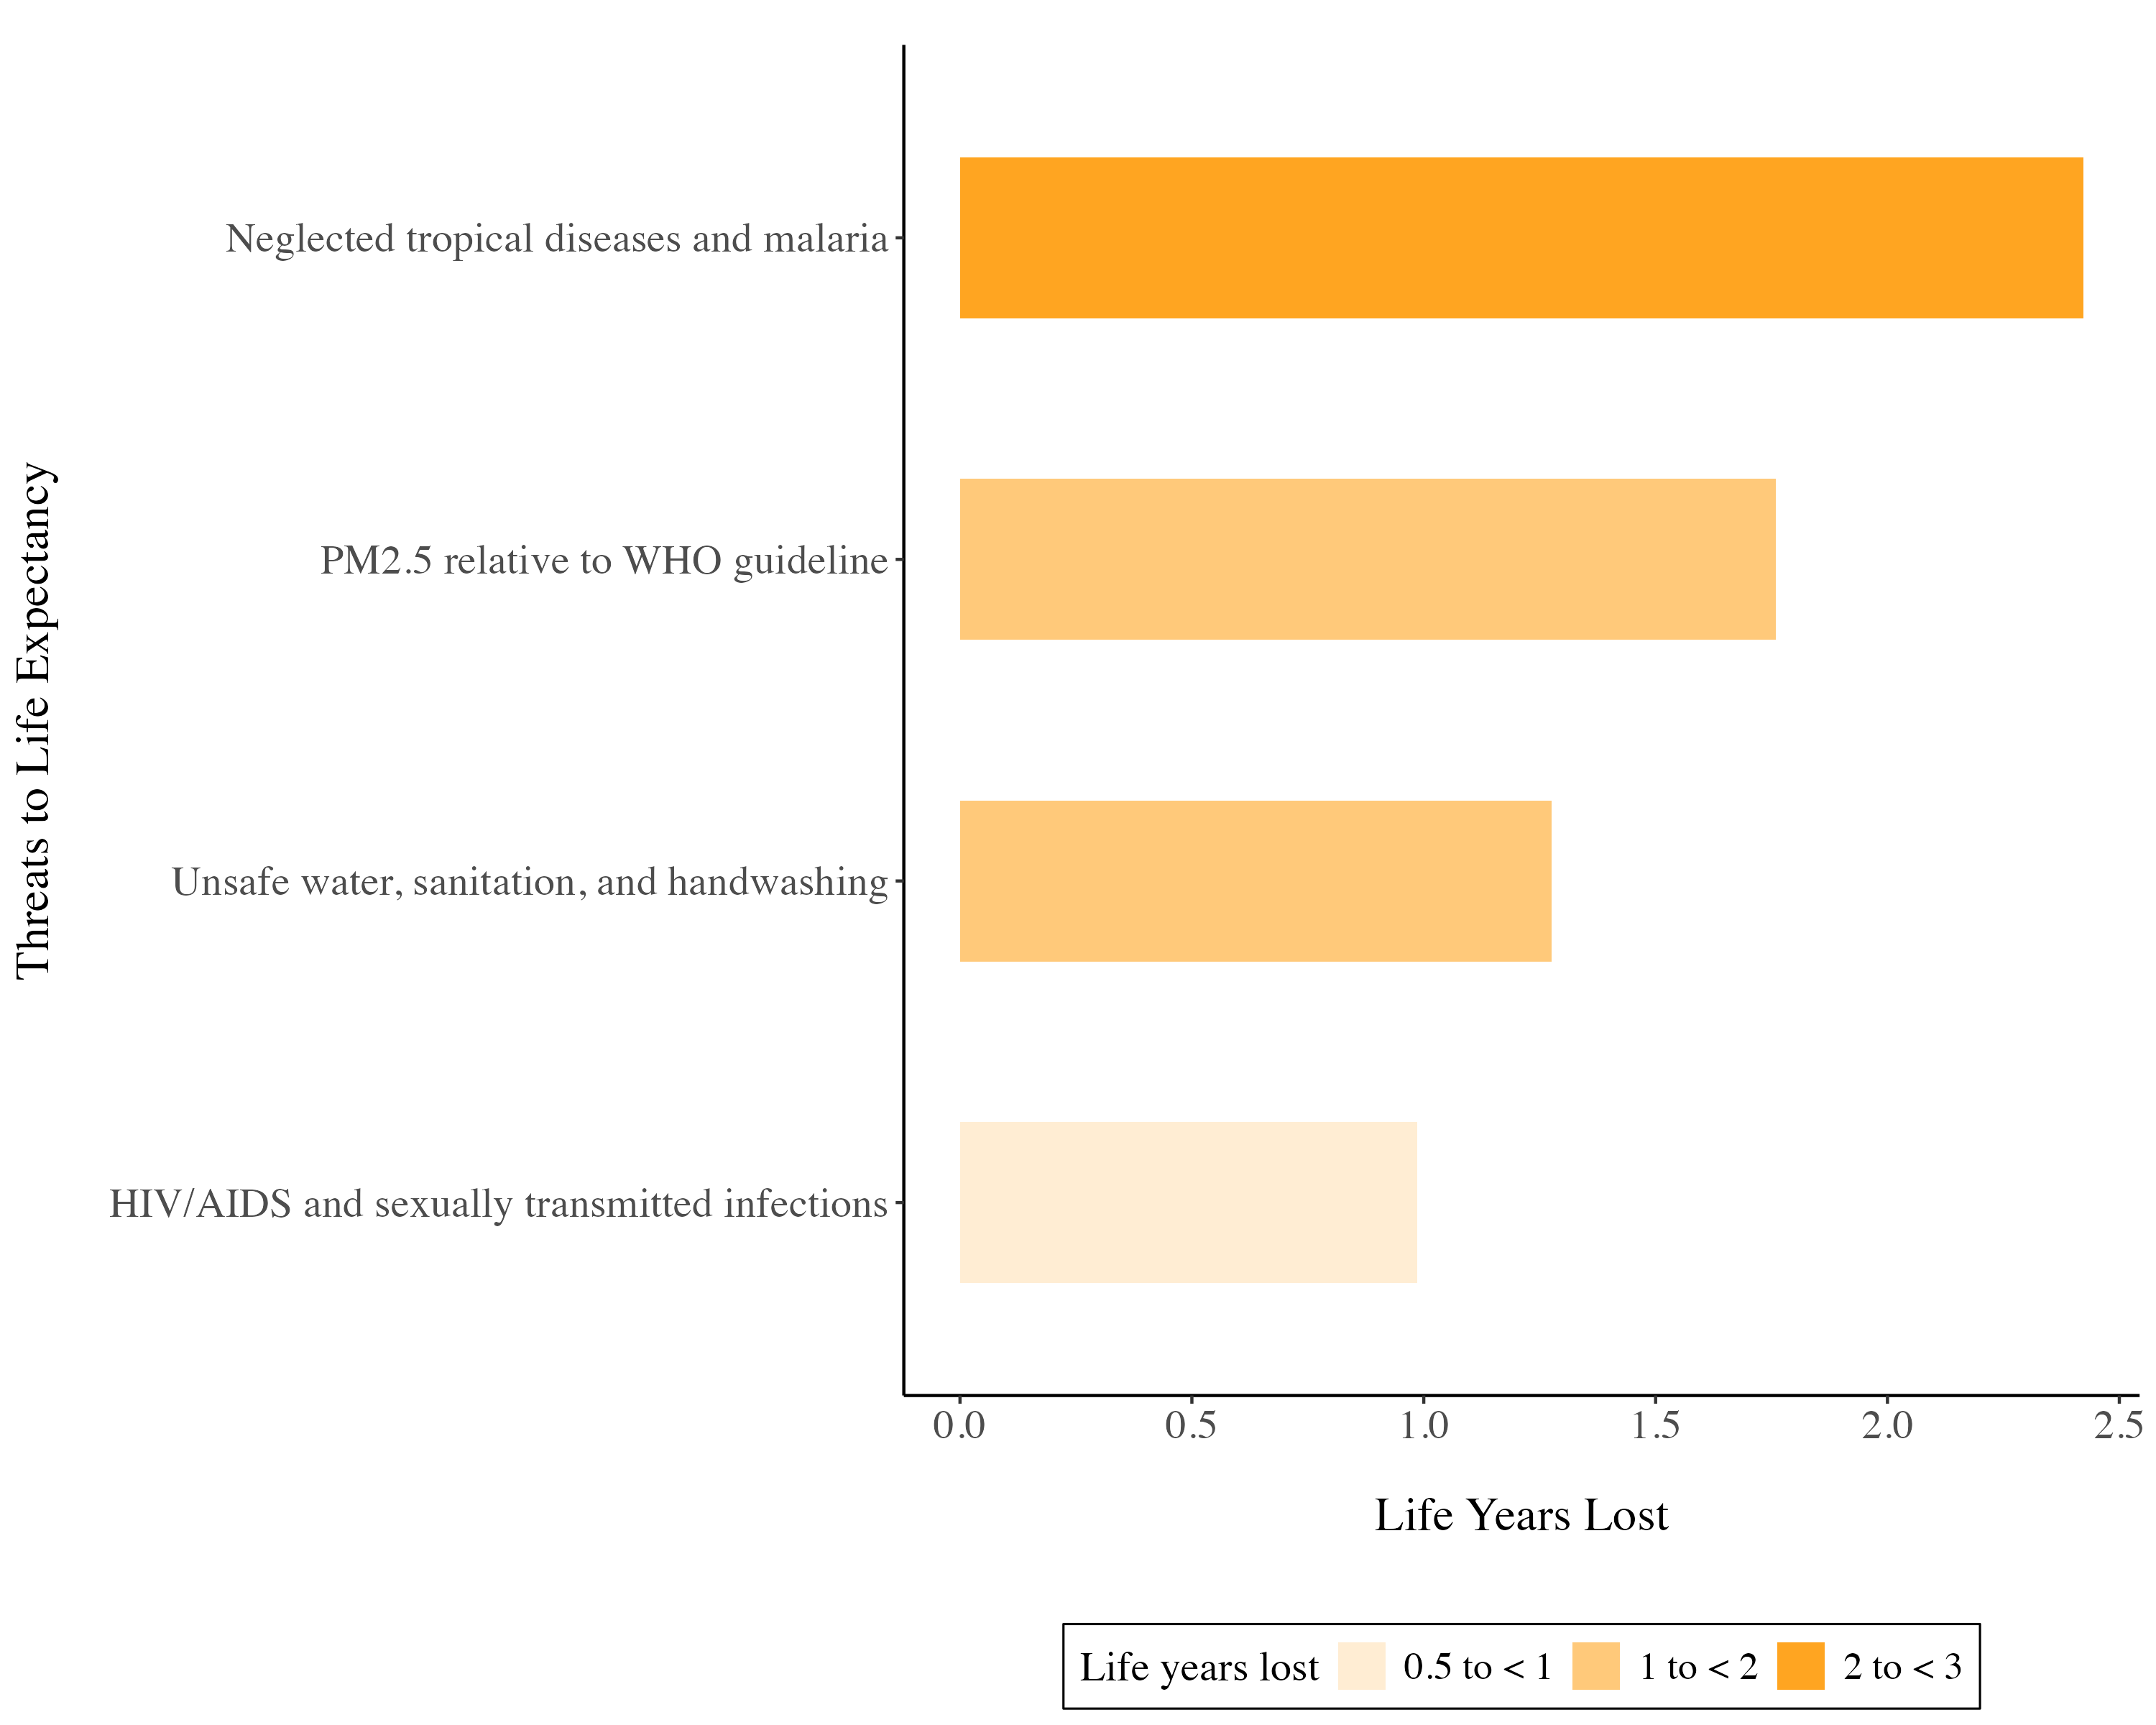 Threats to Life Expectancy
Neglected tropical diseases and malaria
PM2.5 relative to WHO guideline
Unsafe water, sanitation, and handwashing
HIV/AIDS and sexually transmitted infections
0.0 0.5 1.0 1.5 2.0 2.5
Life Years Lost
Life years lost 0.5 to < 1 1 to < 2 2 to < 3